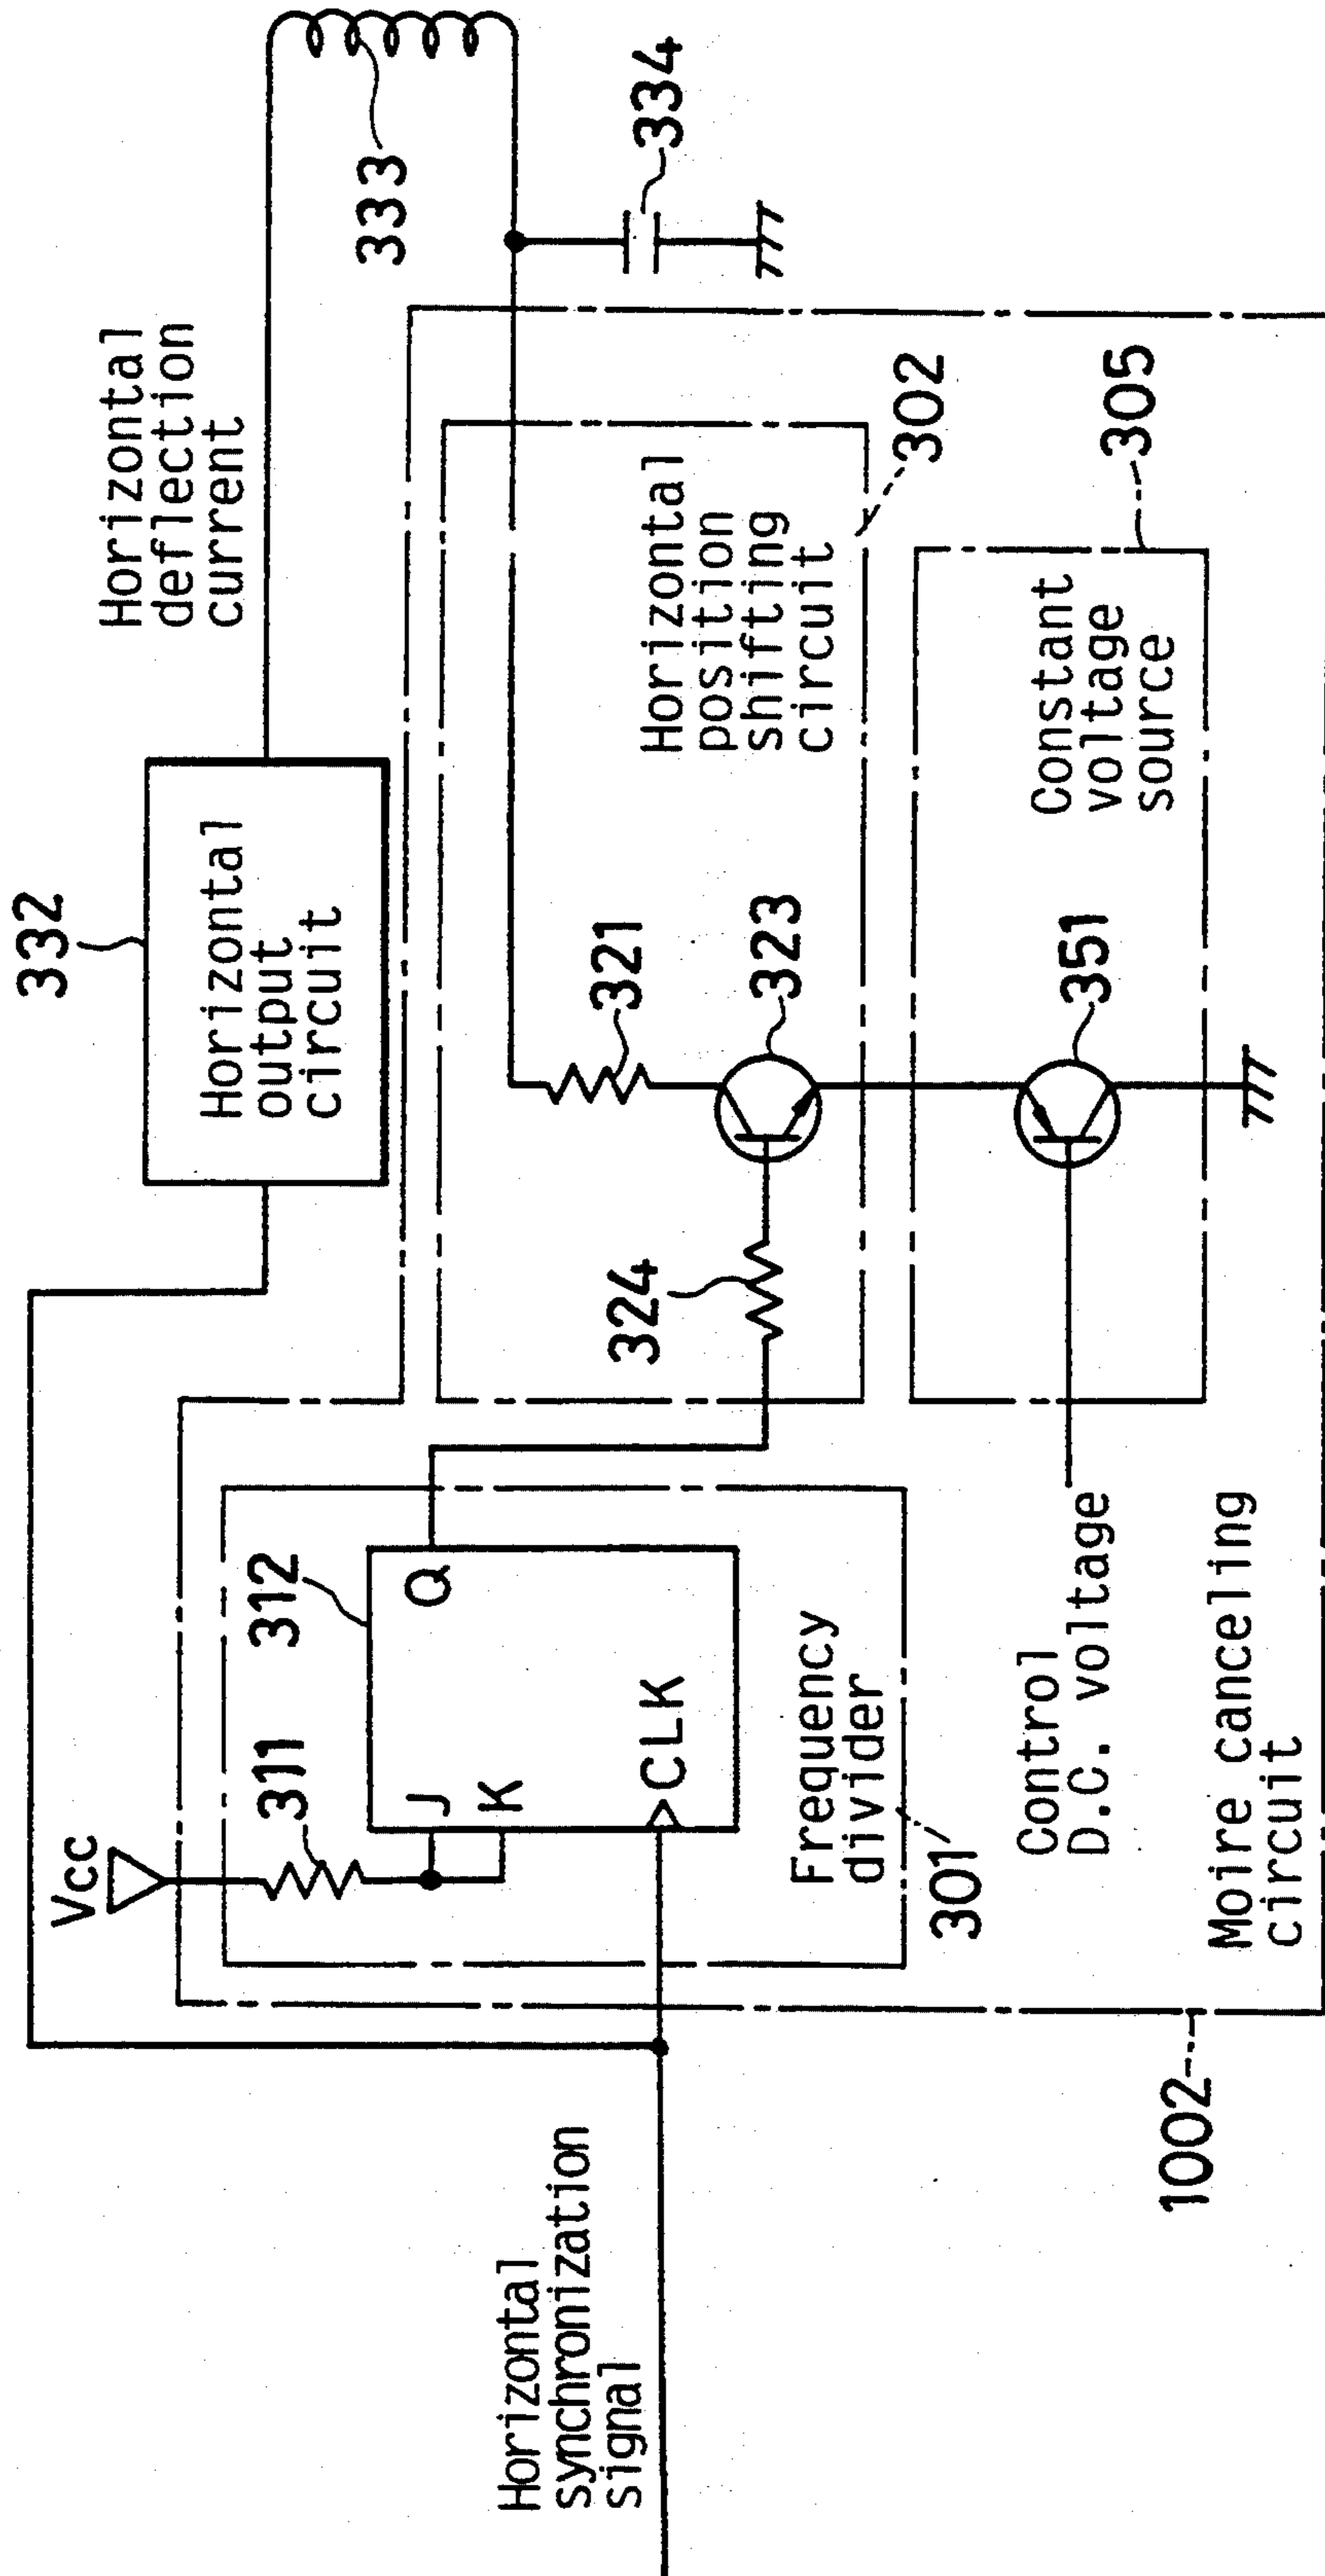 332
Horizontal
output
circuit
Horizontal
deflection
current
333
334
Vcc
311
312
J
K
Q
CLK
Frequency
divider
301
324
321
323
Horizontal
position
shifting
circuit
302
351
Constant
voltage
source
305
Control
D.C. voltage
Moire canceling
circuit
1002
Horizontal
synchronization
signal